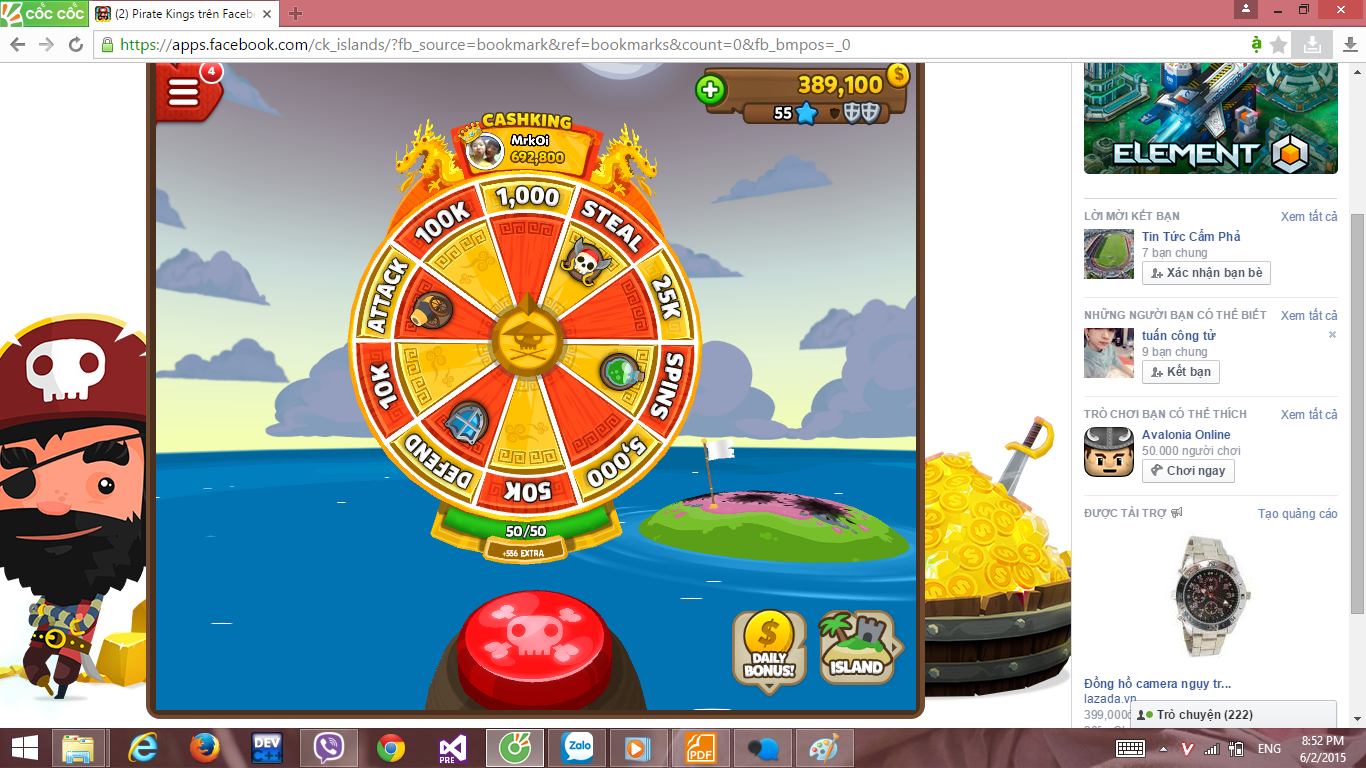 CỐC CỐC
(2) Pirate Kings trên Faceb
https://apps.facebook.com/ck_islands/?fb_source=bookmark&ref=bookmarks&count=0&fb_bmpos=_0
4
389,100
55
CASHKING
MrkOi
692,800
1,000
STEAL
25K
SPINS
5,000
50K
DEFEND
10K
ATTACK
100K
50/50
+556 EXTRA
DAILY
BONUS!
ISLAND
ELEMENT
LỜI MỜI KẾT BẠN Xem tất cả
Tin Tức Cẩm Phả
7 bạn chung
Xác nhận bạn bè
NHỮNG NGƯỜI BẠN CÓ THỂ BIẾT Xem tất cả
tuấn công tử
9 bạn chung
Kết bạn
TRÒ CHƠI BẠN CÓ THỂ THÍCH Xem tất cả
Avalonia Online
50.000 người chơi
Chơi ngay
ĐƯỢC TÀI TRỢ Tạo quảng cáo
Đồng hồ camera ngụy tr...
lazada.vn
399,000
Trò chuyện (222)
DEV
C++
PRE
Zalo
PDF
ENG
8:52 PM
6/2/2015